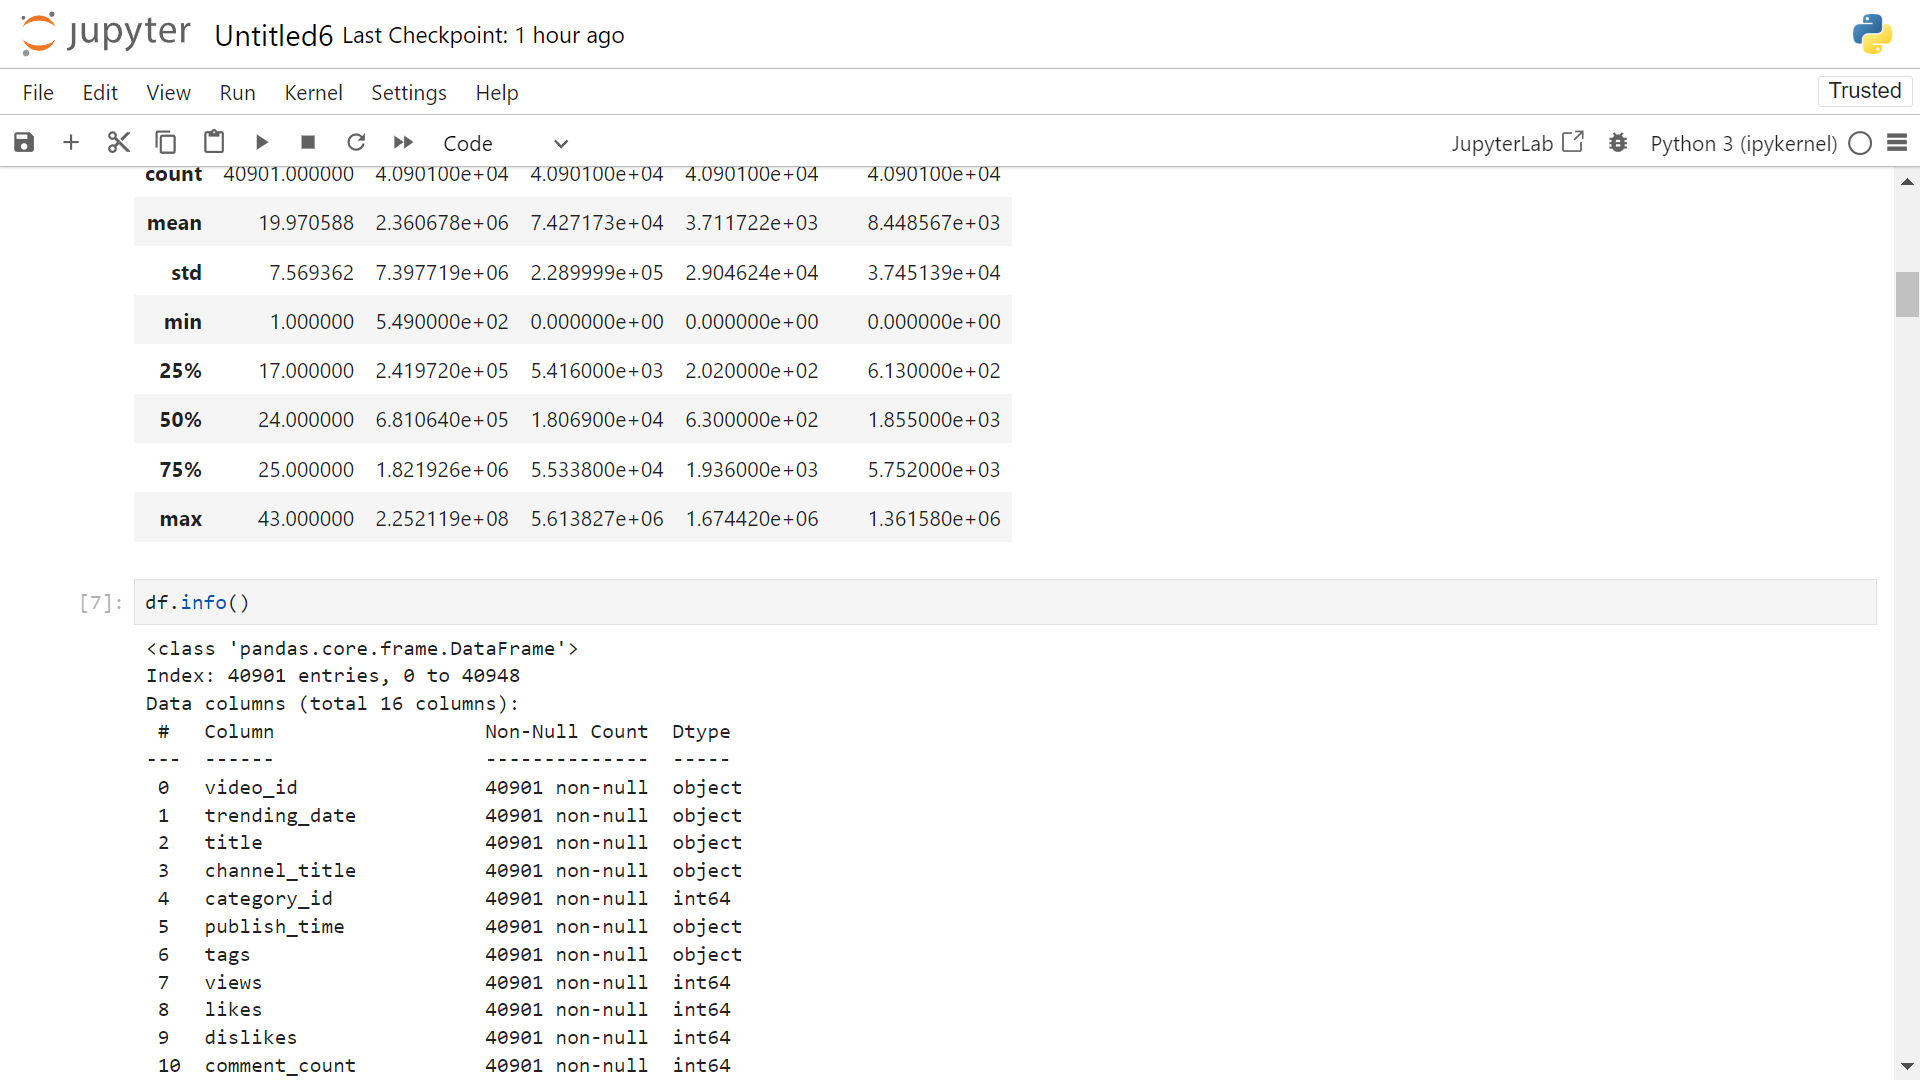 jupyter Untitled6 Last Checkpoint: 1 hour ago
File Edit View Run Kernel Settings Help Trusted
Code JupyterLab Python 3 (ipykernel)
count 40901.000000 4.090100e+04 4.090100e+04 4.090100e+04 4.090100e+04
mean 19.970588 2.360678e+06 7.427173e+04 3.711722e+03 8.448567e+03
std 7.569362 7.397719e+06 2.289999e+05 2.904624e+04 3.745139e+04
min 1.000000 5.490000e+02 0.000000e+00 0.000000e+00 0.000000e+00
25% 17.000000 2.419720e+05 5.416000e+03 2.020000e+02 6.130000e+02
50% 24.000000 6.810640e+05 1.806900e+04 6.300000e+02 1.855000e+03
75% 25.000000 1.821926e+06 5.533800e+04 1.936000e+03 5.752000e+03
max 43.000000 2.252119e+08 5.613827e+06 1.674420e+06 1.361580e+06
[7]: df.info()
<class 'pandas.core.frame.DataFrame'>
Index: 40901 entries, 0 to 40948
Data columns (total 16 columns):
# Column Non-Null Count Dtype
--- ------ -------------- -----
0 video_id 40901 non-null object
1 trending_date 40901 non-null object
2 title 40901 non-null object
3 channel_title 40901 non-null object
4 category_id 40901 non-null int64
5 publish_time 40901 non-null object
6 tags 40901 non-null object
7 views 40901 non-null int64
8 likes 40901 non-null int64
9 dislikes 40901 non-null int64
10 comment_count 40901 non-null int64